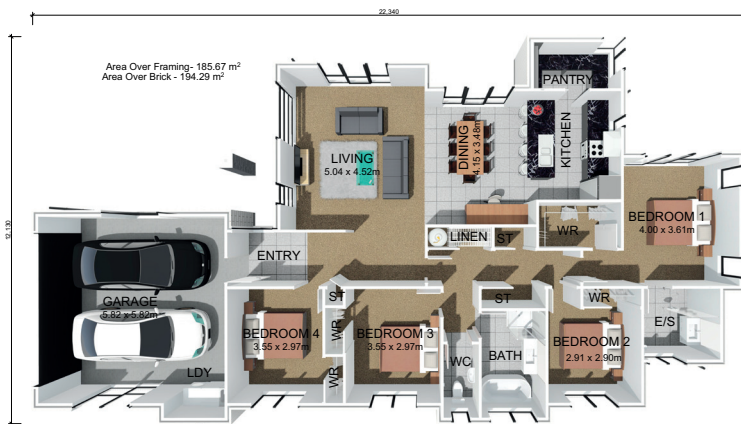 22,340
Area Over Framing- 185.67 m²
Area Over Brick - 194.29 m²
12,130
PANTRY
LIVING
5.04 x 4.52m
DINING
4.15 x 3.48m
KITCHEN
BEDROOM 1
4.00 x 3.61m
WR
LINEN
ST
ENTRY
GARAGE
5.82 x 5.82m
LDY
ST
BEDROOM 4
3.55 x 2.97m
WR
WR
BEDROOM 3
3.55 x 2.97m
WC
ST
BATH
WR
BEDROOM 2
2.91 x 2.90m
E/S